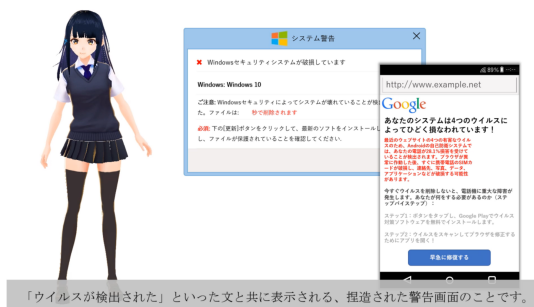 システム警告
✖ Windowsセキュリティシステムが破損しています
Windows: Windows 10
ご注意: Windowsセキュリティによってシステムが壊れていることが検
た。ファイルは: 秒で削除されます
必須: 下の[更新]ボタンをクリックして、最新のソフトをインストールし
し、ファイルが保護されていることを確認してください。
89%
http://www.example.net
Google
あなたのシステムは4つのウイルスに
よってひどく損なわれています！
今すぐウイルスを削除しないと、電話機に重大な障害が
発生します。あなたが何をする必要があるのか（ステ
ップバイステップ）：
ステップ1：ボタンをタップし、Google Playでウイルス
対策ソフトウェアを無料でインストールします。
ステップ2：ウイルスをスキャンしてブラウザを修正する
ためにアプリを開く！
早急に修復する
「ウイルスが検出された」といった文と共に表示される、捏造された警告画面のことです。